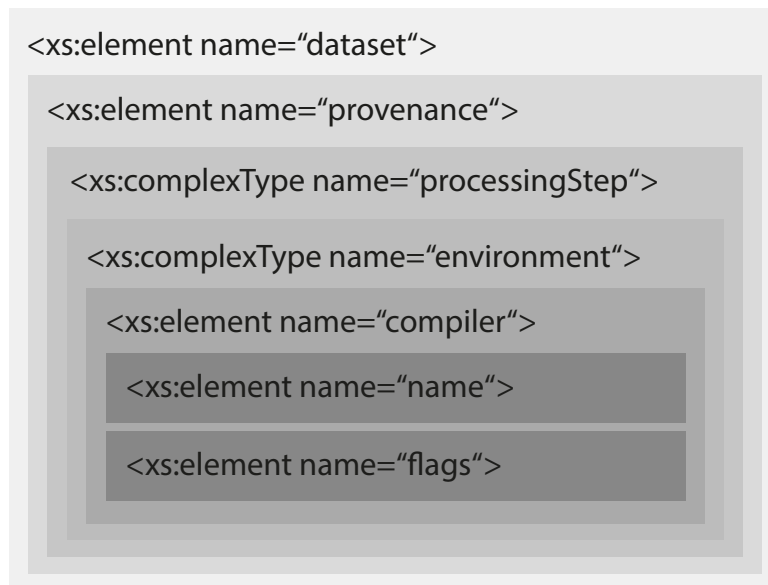 <xs:element name=“dataset“>
<xs:element name=“provenance“>
<xs:complexType name=“processingStep“>
<xs:complexType name=“environment“>
<xs:element name=“compiler“>
<xs:element name=“name“>
<xs:element name=“flags“>